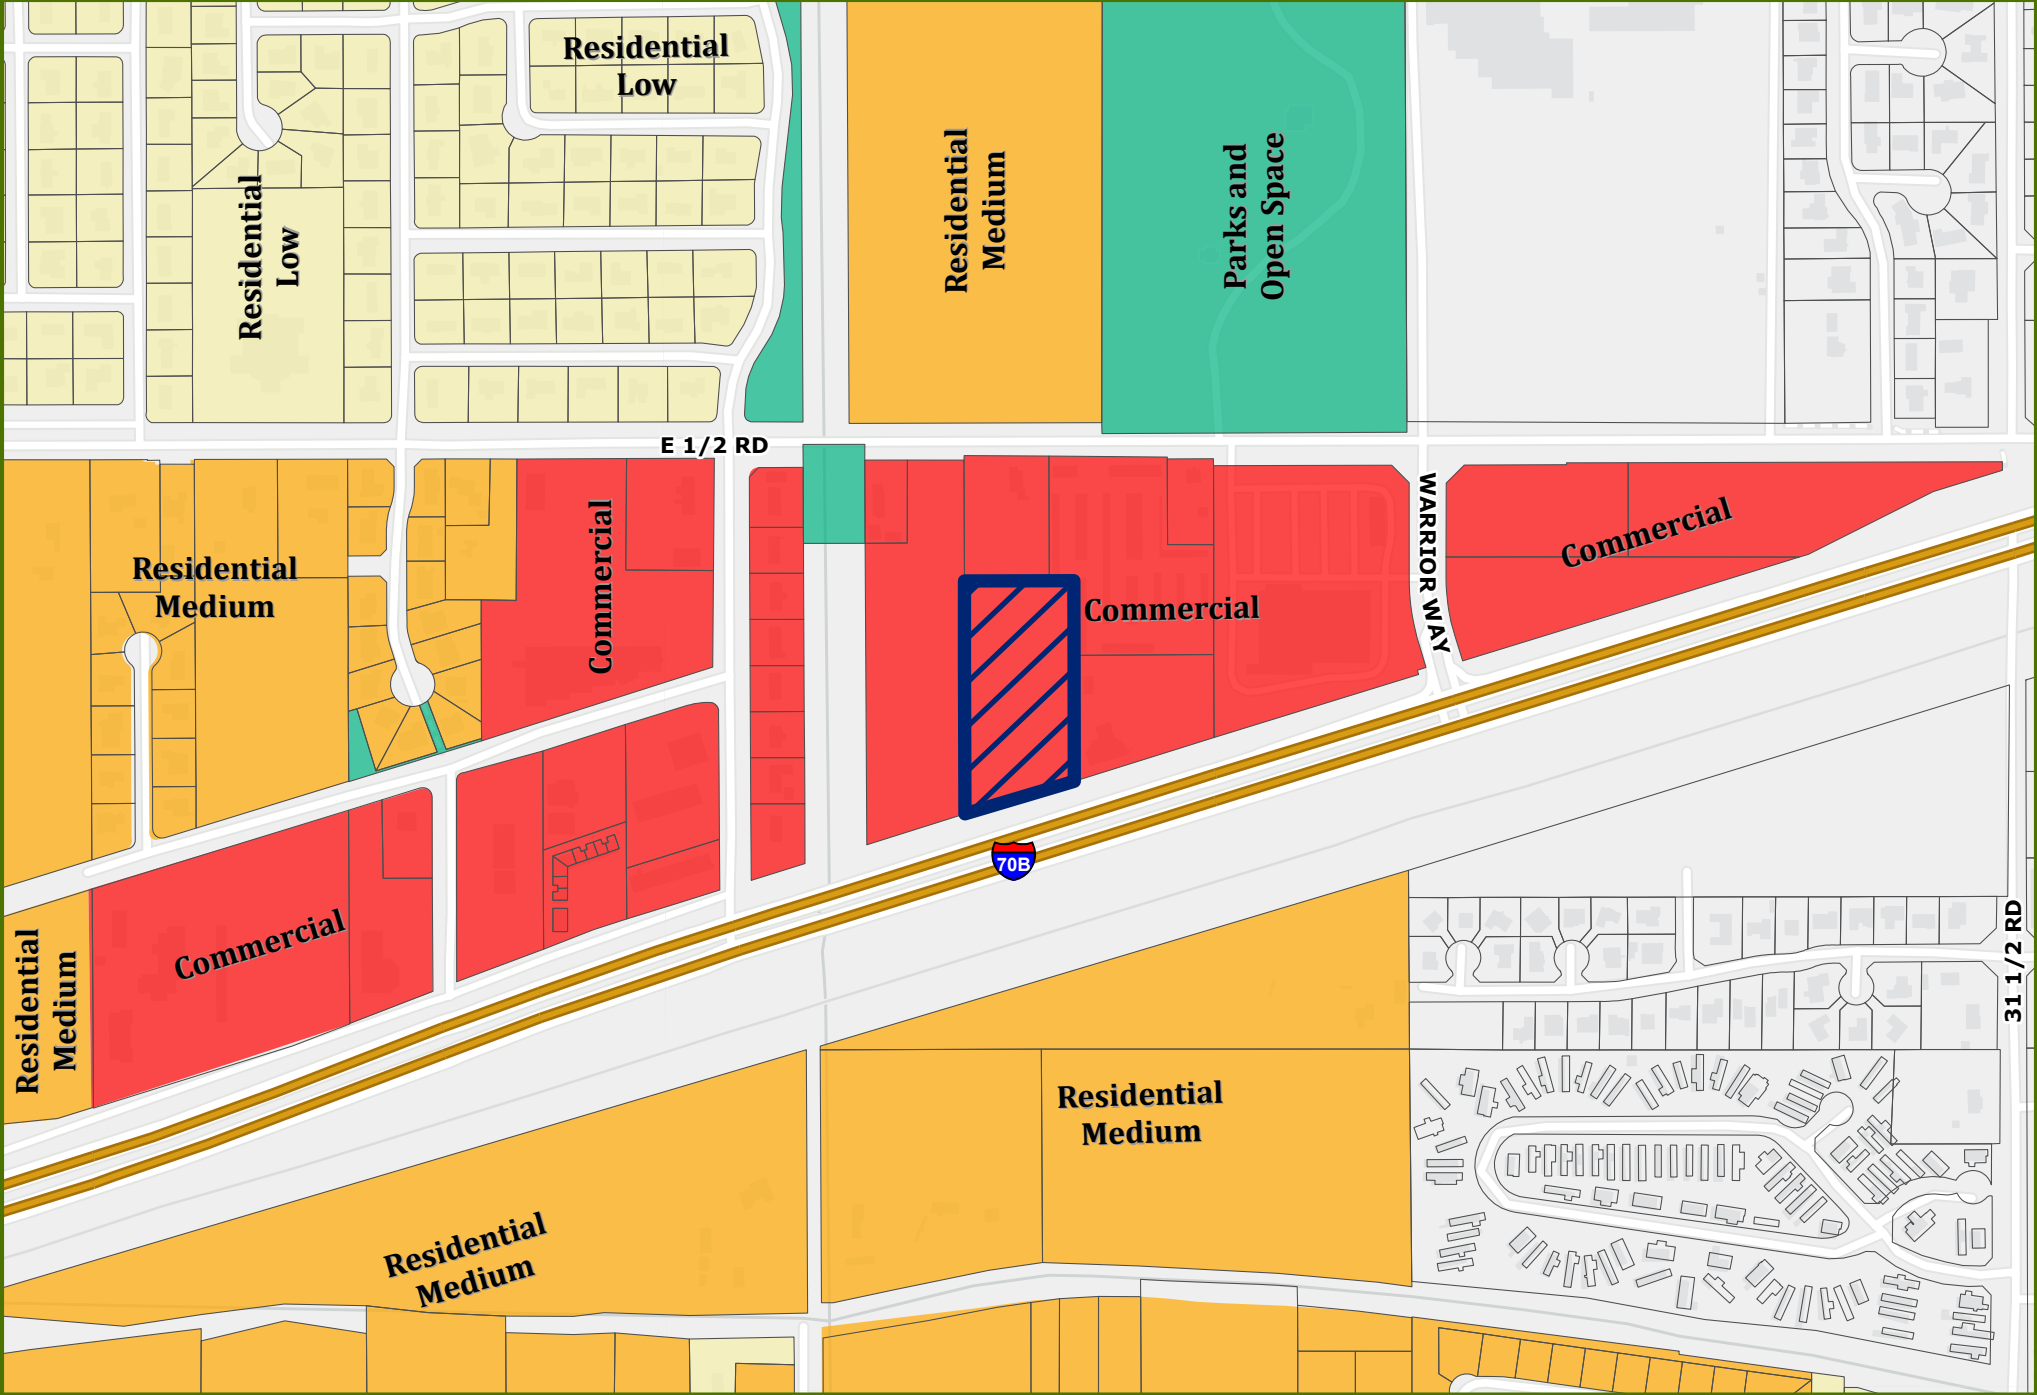 Residential
Low
Residential
Low
Residential
Medium
Parks and
Open Space
E 1/2 RD
WARRIOR WAY
Commercial
Commercial
Residential
Medium
Commercial
70B
Commercial
Residential
Medium
31 1/2 RD
Residential
Medium
Residential
Medium